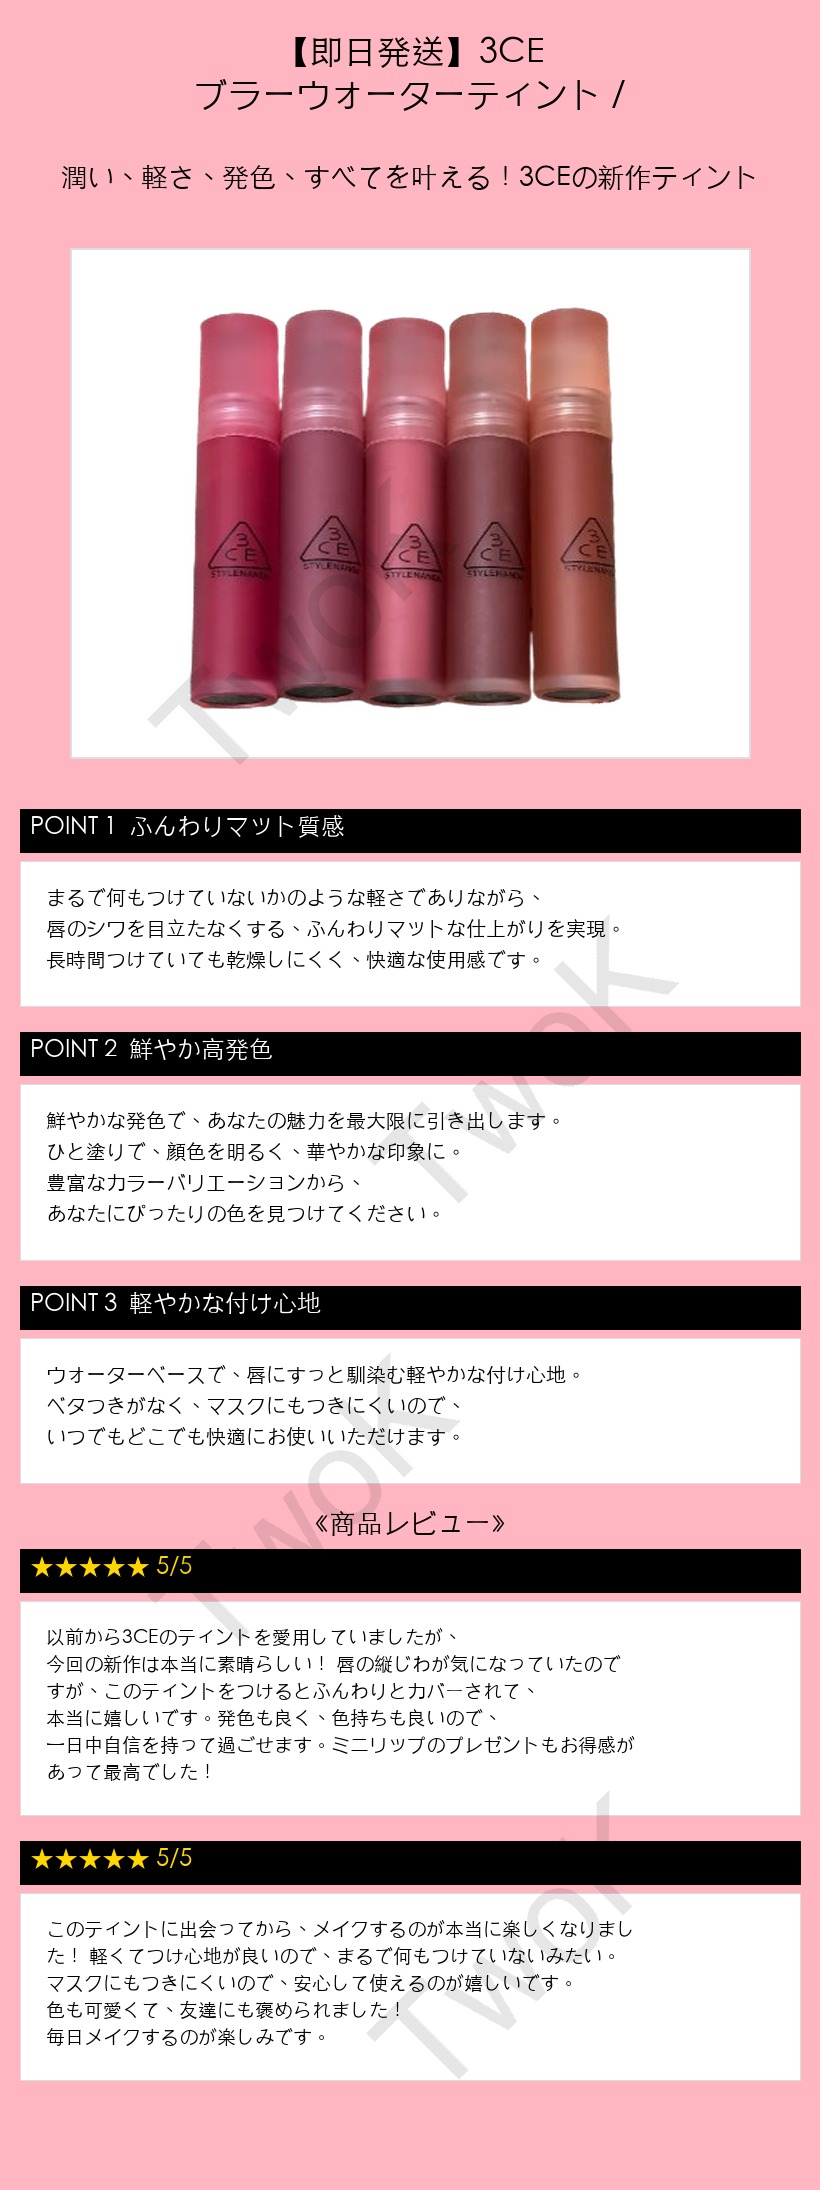 【即日発送】3CE
ブラーウォーターティント /
潤い、軽さ、発色、すべてを叶える！3CEの新作ティント
3CE
STYLENANDA
3CE
STYLENANDA
3CE
STYLENANDA
3CE
STYLENANDA
3CE
STYLENANDA
TwoK
POINT 1 ふんわりマット質感
まるで何もつけていないかのような軽さでありながら、
唇のシワを目立たなくする、ふんわりマットな仕上がりを実現。
長時間つけていても乾燥しにくく、快適な使用感です。
TwoK
POINT 2 鮮やか高発色
鮮やかな発色で、あなたの魅力を最大限に引き出します。
ひと塗りで、顔色を明るく、華やかな印象に。
豊富なカラーバリエーションから、
あなたにぴったりの色を見つけてください。
POINT 3 軽やかな付け心地
ウォーターベースで、唇にすっと馴染む軽やかな付け心地。
ベタつきがなく、マスクにもつきにくいので、
いつでもどこでも快適にお使いいただけます。
TwoK
《商品レビュー》
★★★★★ 5/5
以前から3CEのティントを愛用していましたが、
今回の新作は本当に素晴らしい！ 唇の縦じわが気になっていたので
すが、このティントをつけるとふんわりとカバーされて、
本当に嬉しいです。発色も良く、色持ちも良いので、
一日中自信を持って過ごせます。ミニリップのプレゼントもお得感が
あって最高でした！
★★★★★ 5/5
このティントに出会ってから、メイクするのが本当に楽しくなりまし
た！ 軽くてつけ心地が良いので、まるで何もつけていないみたい。
マスクにもつきにくいので、安心して使えるのが嬉しいです。
色も可愛くて、友達にも褒められました！
毎日メイクするのが楽しみです。
TwoK